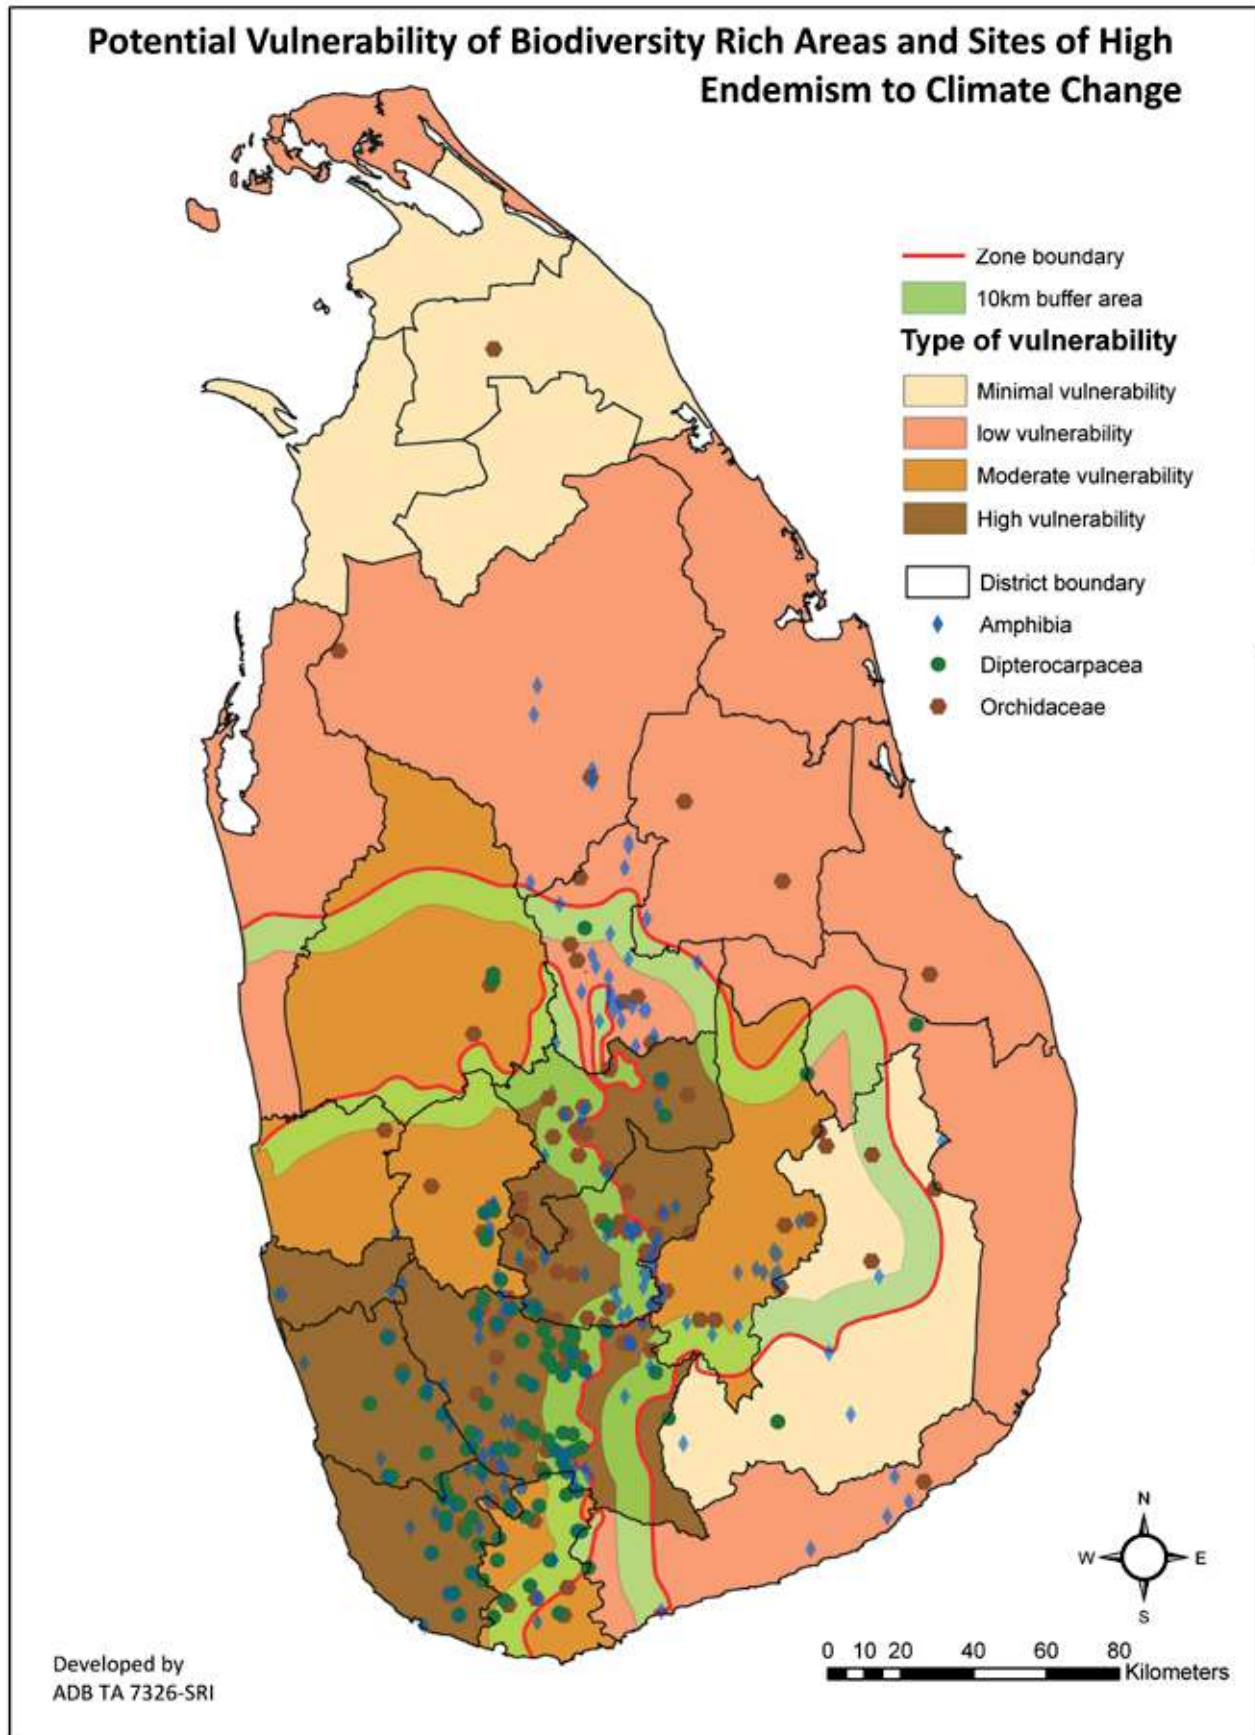 Potential Vulnerability of Biodiversity Rich Areas and Sites of High
Endemism to Climate Change
Zone boundary
10km buffer area
Type of vulnerability
Minimal vulnerability
low vulnerability
Moderate vulnerability
High vulnerability
District boundary
Amphibia
Dipterocarpacea
Orchidaceae
N
W E
S
0 10 20 40 60 80
Kilometers
Developed by
ADB TA 7326-SRI